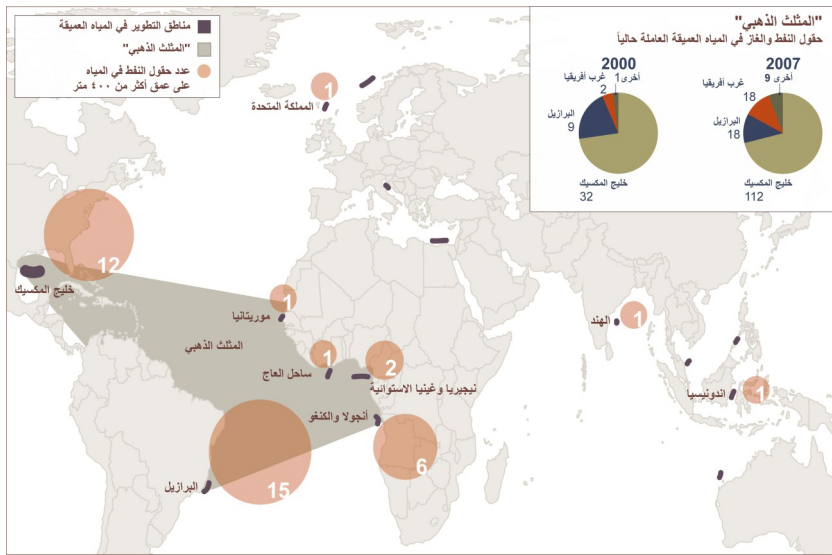 مناطق التطوير في المياه العميقة
"المثلث الذهبي"
عدد حقول النفط في المياه
على عمق أكثر من ٤٠٠ متر
"المثلث الذهبي"
حقول النفط والغاز في المياه العميقة العاملة حالياً
2000
أخرى 1
غرب أفريقيا
2
البرازيل
9
خليج المكسيك
32
2007
أخرى 9
غرب أفريقيا
18
البرازيل
18
خليج المكسيك
112
1
المملكة المتحدة
12
خليج المكسيك
1
موريتانيا
المثلث الذهبي
1
ساحل العاج
2
نيجيريا وغينيا الاستوائية
أنجولا والكنغو
6
15
البرازيل
الهند
1
اندونيسيا
1